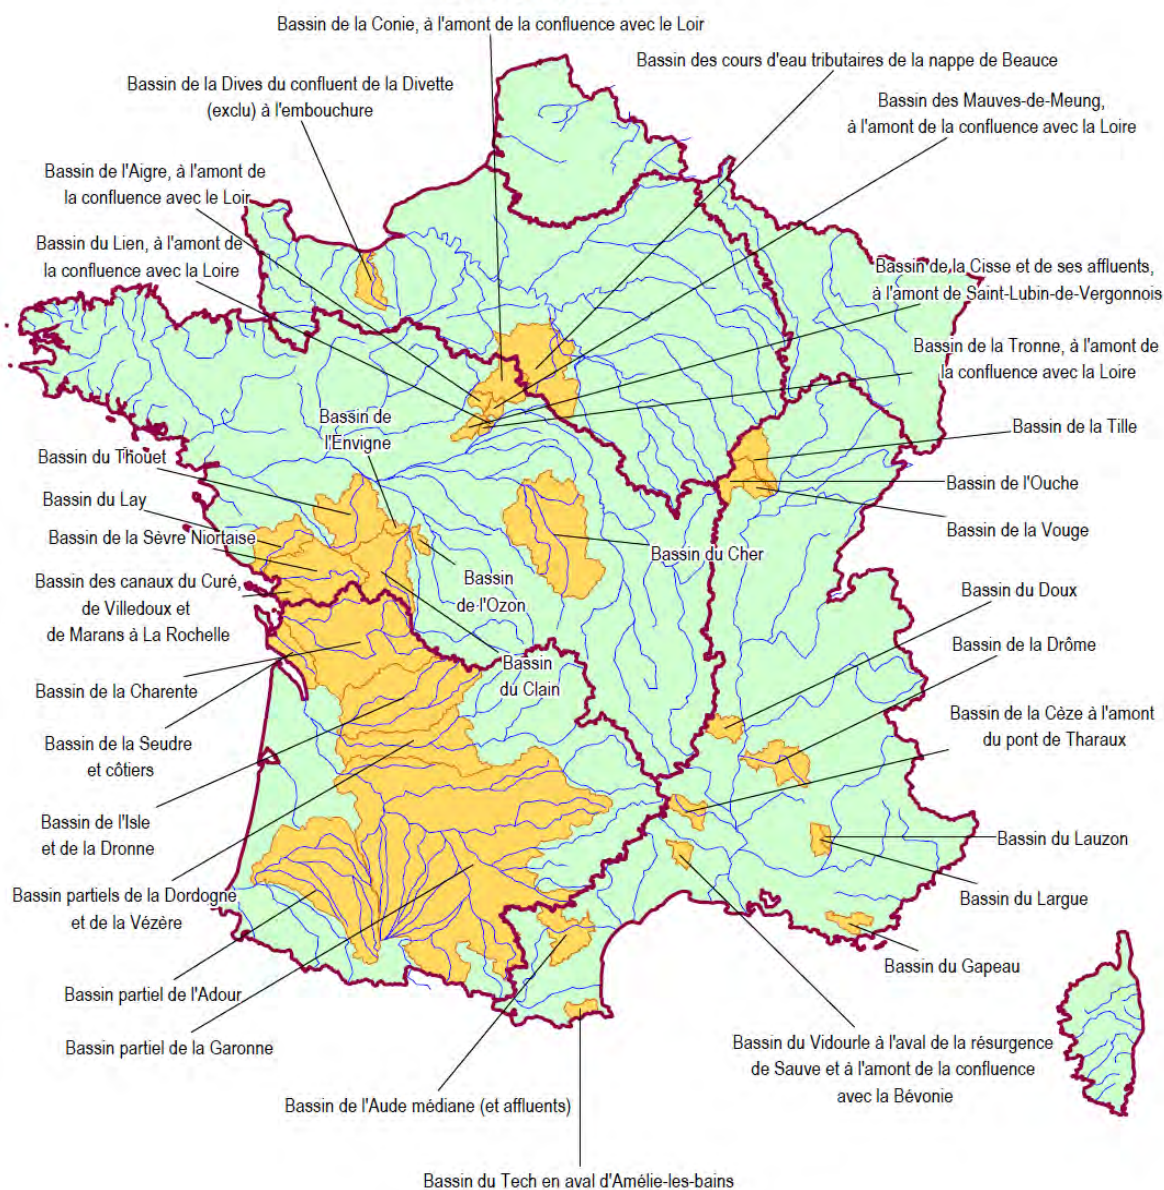 Bassin de la Conie, à l'amont de la confluence avec le Loir
Bassin des cours d'eau tributaires de la nappe de Beauce
Bassin de la Dives du confluent de la Divette
(exclu) à l'embouchure
Bassin des Mauves-de-Meung,
à l'amont de la confluence avec la Loire
Bassin de l'Aigre, à l'amont de
la confluence avec le Loir
Bassin du Lien, à l'amont de
la confluence avec la Loire
Bassin de la Cisse et de ses affluents,
à l'amont de Saint-Lubin-de-Vergonnois
Bassin de la Tronne, à l'amont de
la confluence avec la Loire
Bassin de
l'Envigne
Bassin de la Tille
Bassin du Thouet
Bassin de l'Ouche
Bassin du Lay
Bassin de la Vouge
Bassin de la Sèvre Niortaise
Bassin du Cher
Bassin des canaux du Curé,
de Villedoux et
de Marans à La Rochelle
Bassin
de l'Ozon
Bassin du Doux
Bassin de la Drôme
Bassin
du Clain
Bassin de la Charente
Bassin de la Cèze à l'amont
du pont de Tharaux
Bassin de la Seudre
et côtiers
Bassin de l'Isle
et de la Dronne
Bassin du Lauzon
Bassin partiels de la Dordogne
et de la Vézère
Bassin du Largue
Bassin du Gapeau
Bassin partiel de l'Adour
Bassin partiel de la Garonne
Bassin du Vidourle à l'aval de la résurgence
de Sauve et à l'amont de la confluence
avec la Bévonie
Bassin de l'Aude médiane (et affluents)
Bassin du Tech en aval d'Amélie-les-bains